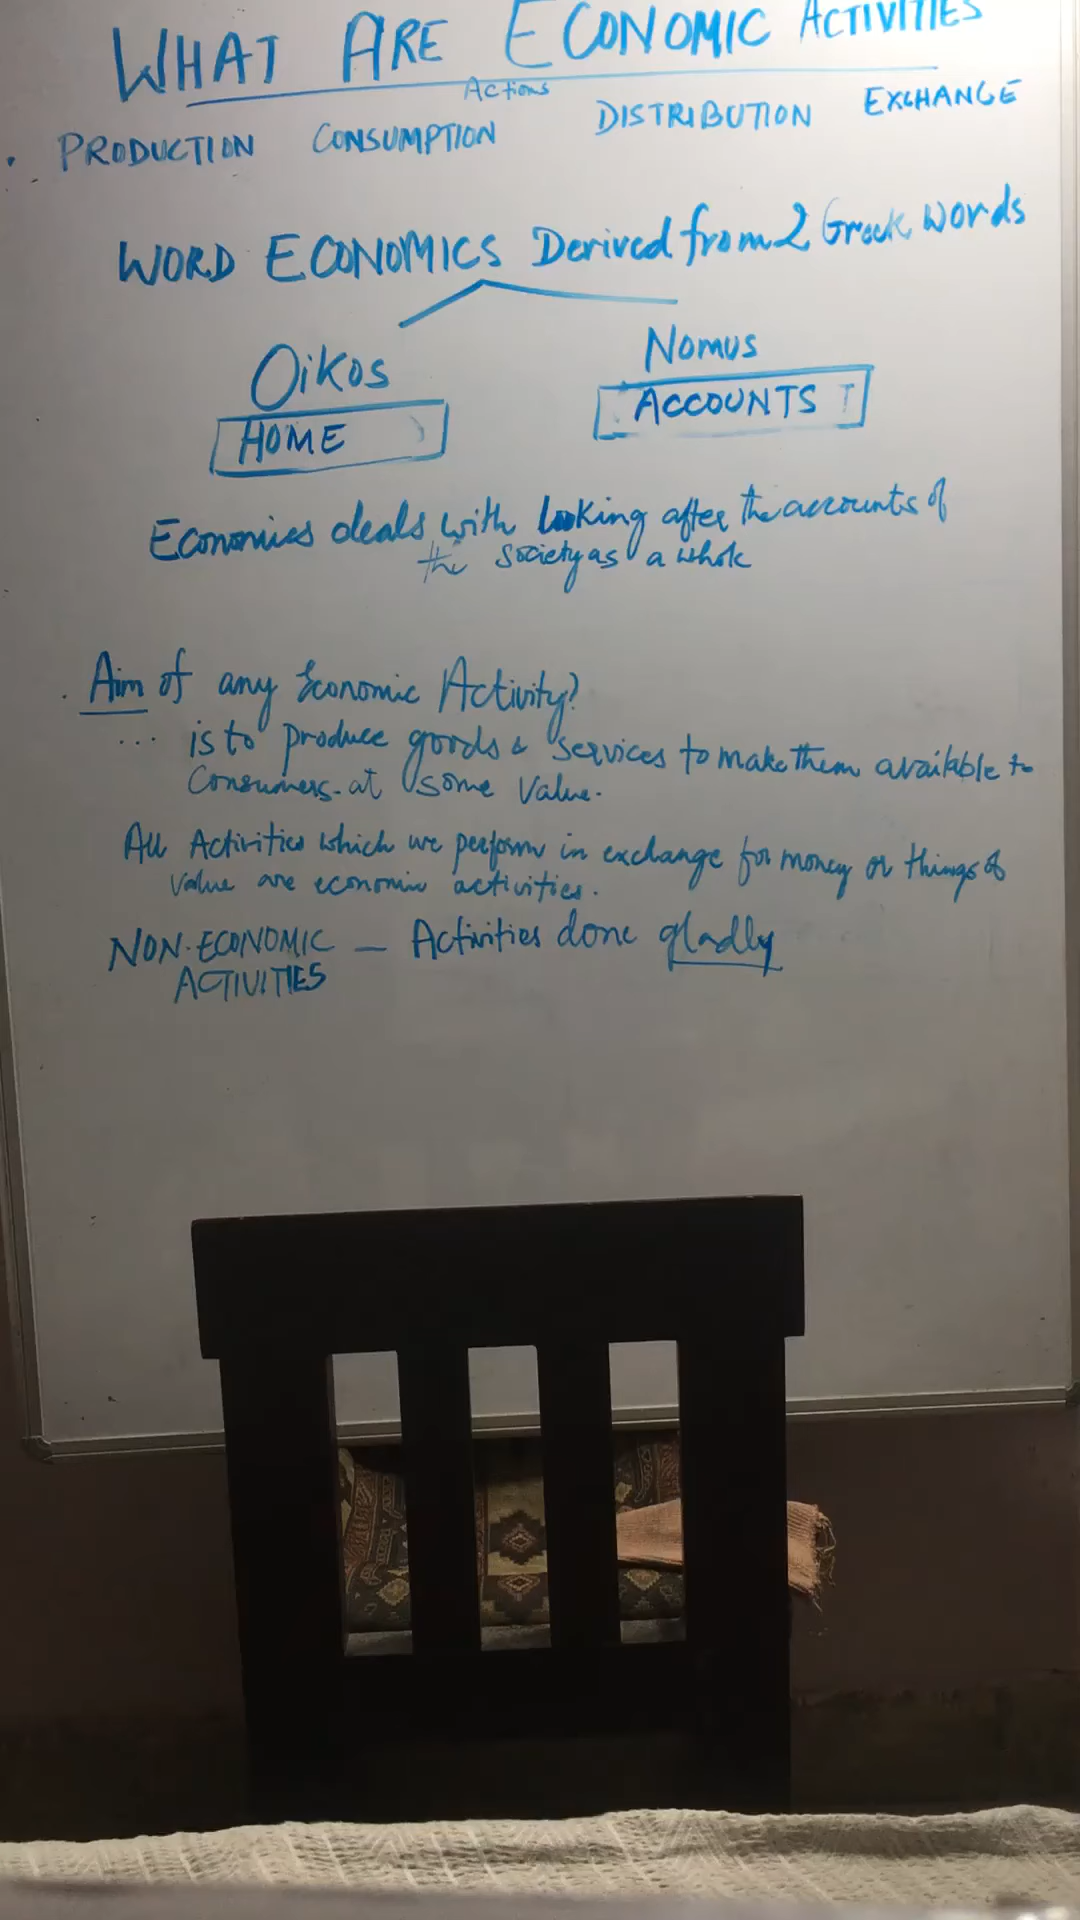 WHAT ARE ECONOMIC ACTIVITIES
Actions
PRODUCTION CONSUMPTION DISTRIBUTION EXCHANGE
WORD ECONOMICS Derived from 2 Greek words
Oikos Nomus
HOME ACCOUNTS
Economics deals with looking after the accounts of
the society as a whole
Aim of any Economic Activity?
... is to produce goods & services to make them available to
Consumers at some value.
All Activities which we perform in exchange for money or things of
value are economic activities.
NON-ECONOMIC — Activities done gladly
ACTIVITIES